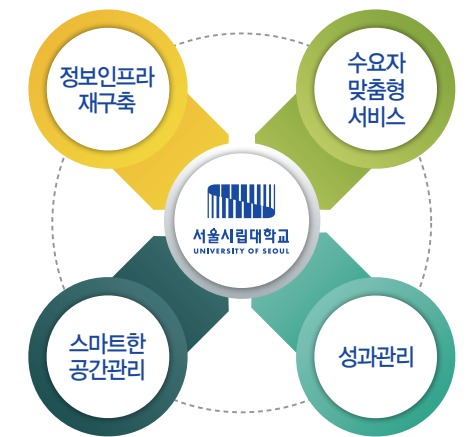 정보인프라
재구축
수요자
맞춤형
서비스
서울시립대학교
UNIVERSITY OF SEOUL
스마트한
공간관리
성과관리